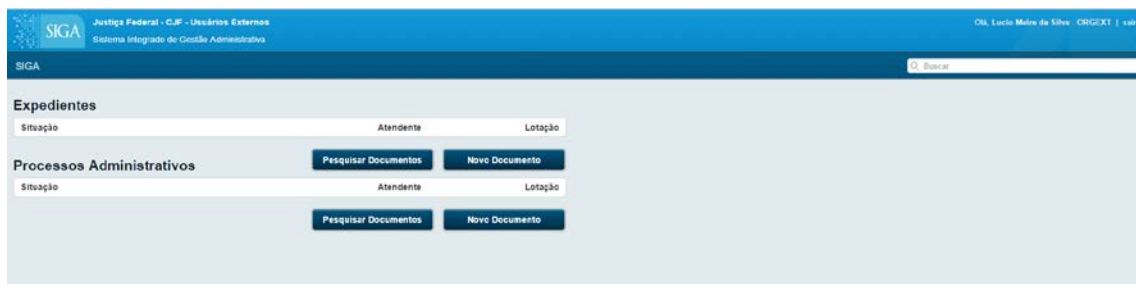 SIGA
Justiça Federal - CJF - Usuários Externos
Sistema Integrado de Gestão Administrativa
Olá, Lucio Melre da Silva ORGEXT | sair
SIGA
Buscar
Expedientes
Situação Atendente Lotação
Pesquisar Documentos Novo Documento
Processos Administrativos
Situação Atendente Lotação
Pesquisar Documentos Novo Documento